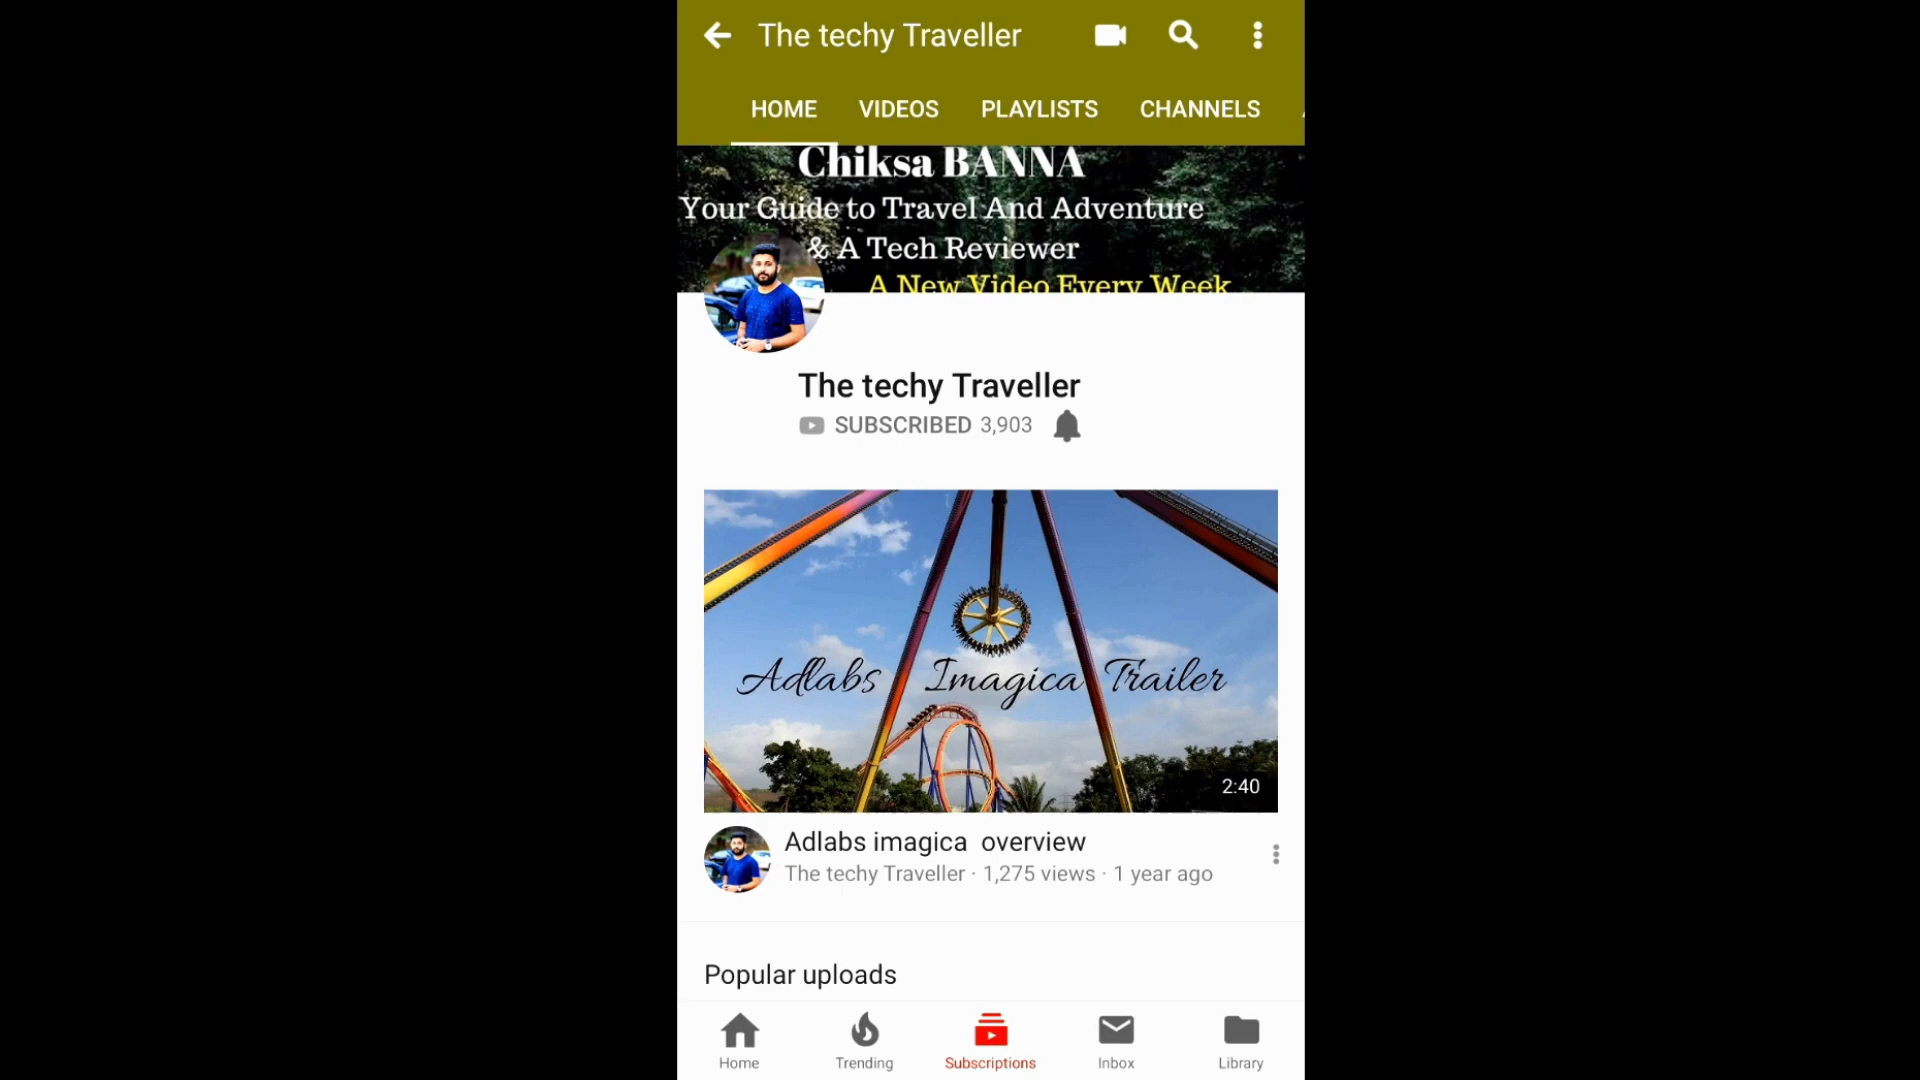 The techy Traveller
HOME VIDEOS PLAYLISTS CHANNELS
Chiksa BANNA
Your Guide to Travel And Adventure
& A Tech Reviewer
A New Video Every Week
The techy Traveller
SUBSCRIBED 3,903
Adlabs Imagica Trailer
2:40
Adlabs imagica overview
The techy Traveller · 1,275 views · 1 year ago
Popular uploads
Home Trending Subscriptions Inbox Library